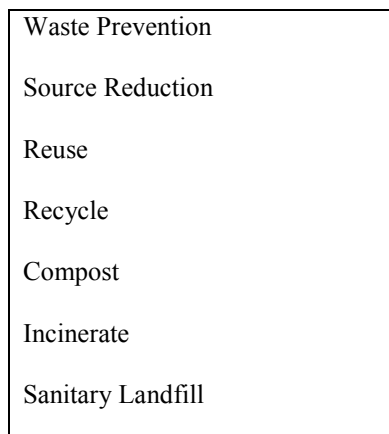 Waste Prevention
Source Reduction
Reuse
Recycle
Compost
Incinerate
Sanitary Landfill